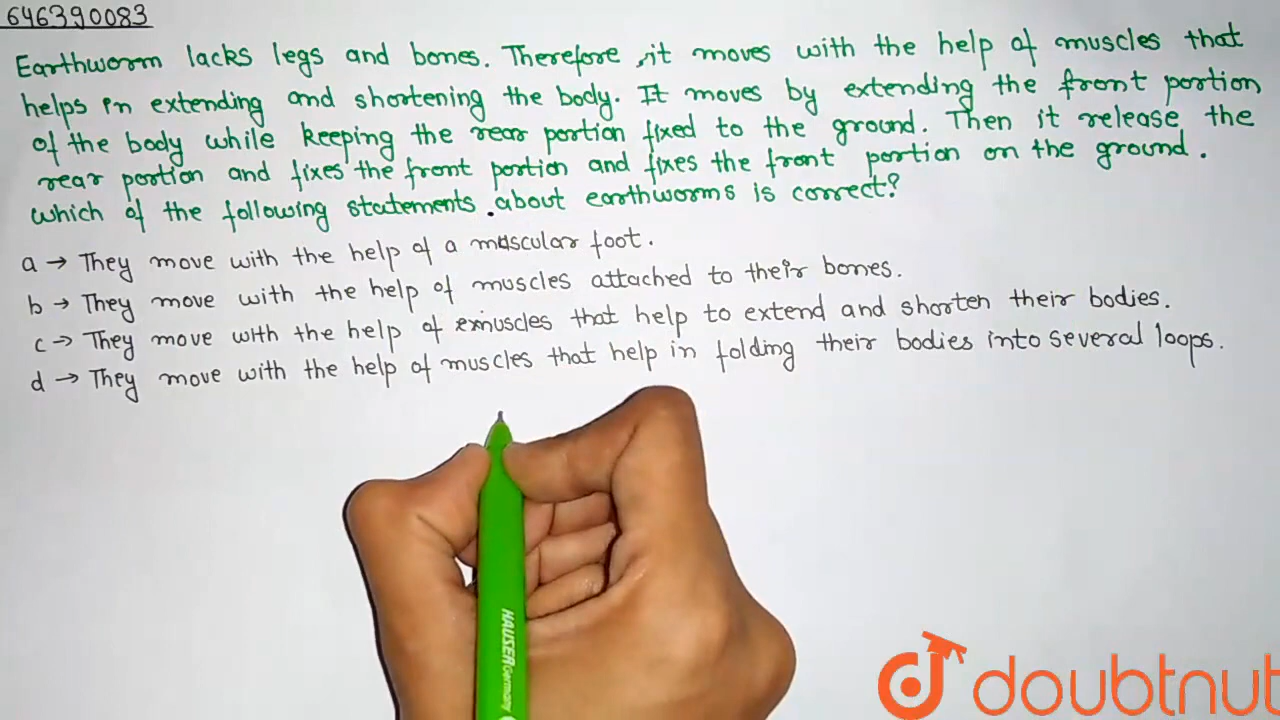 646390083
Earthworm lacks legs and bones. Therefore, it moves with the help of muscles that
helps in extending and shortening the body. It moves by extending the front portion
of the body while keeping the rear portion fixed to the ground. Then it release the
rear portion and fixes the front portion and fixes the front portion on the ground.
which of the following statements about earthworms is correct?
a → They move with the help of a muscular foot.
b → They move with the help of muscles attached to their bones.
c → They move with the help of muscles that help to extend and shorten their bodies.
d → They move with the help of muscles that help in folding their bodies into several loops.
HAUSER Germany
doubtnut